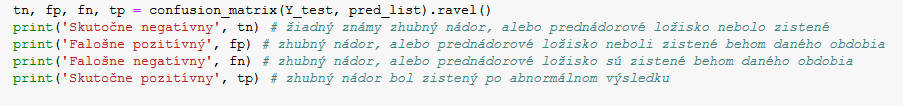 tn, fp, fn, tp = confusion_matrix(Y_test, pred_list).ravel()
print('Skutočne negatívny', tn) # žiadný známy zhubný nádor, alebo prednádorové ložisko nebolo zistené
print('Falošne pozitívný', fp) # zhubný nádor, alebo prednádorové ložisko neboli zistené behom daného obdobia
print('Falošne negatívny', fn) # zhubný nádor, alebo prednádorové ložisko sú zistené behom daného obdobia
print('Skutočne pozitívny', tp) # zhubný nádor bol zistený po abnormálnom výsledku